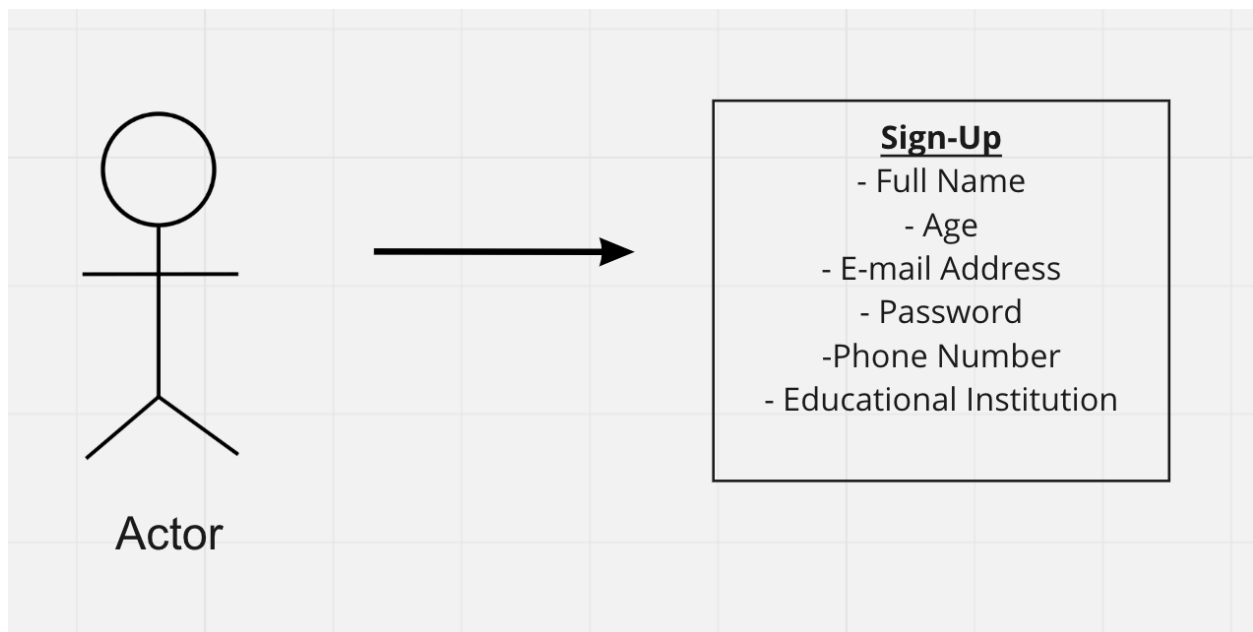 Sign-Up
- Full Name
- Age
- E-mail Address
- Password
-Phone Number
- Educational Institution
Actor